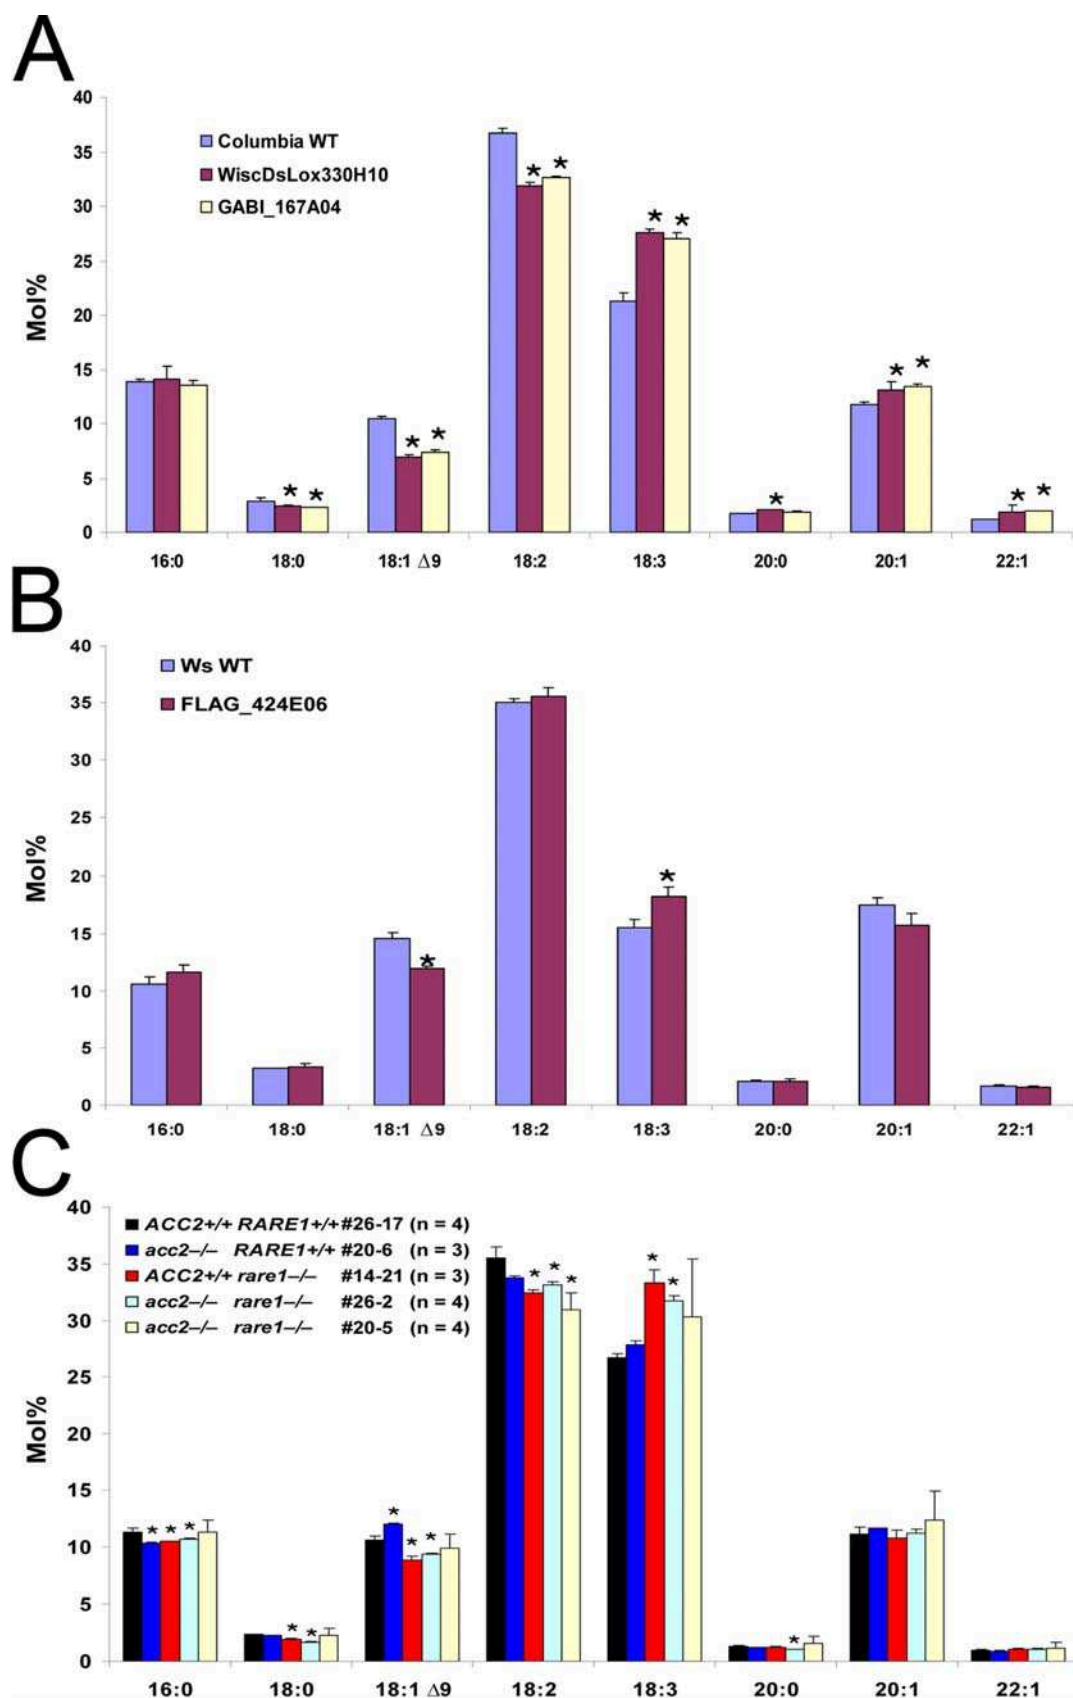 A
40
35
30
25
20
15
10
5
0
Mol%
Columbia WT
WiscDsLox330H10
GABI_167A04
* * * * * * * * * * * * *
16:0 18:0 18:1 Δ9 18:2 18:3 20:0 20:1 22:1
B
40
35
30
25
20
15
10
5
0
Mol%
Ws WT
FLAG_424E06
* *
16:0 18:0 18:1 Δ9 18:2 18:3 20:0 20:1 22:1
C
40
35
30
25
20
15
10
5
0
Mol%
ACC2+/+ RARE1+/+ #26-17 (n = 4)
acc2–/– RARE1+/+ #20-6 (n = 3)
ACC2+/+ rare1–/– #14-21 (n = 3)
acc2–/– rare1–/– #26-2 (n = 4)
acc2–/– rare1–/– #20-5 (n = 4)
* * * * * * * * * * * * * *
16:0 18:0 18:1 Δ9 18:2 18:3 20:0 20:1 22:1